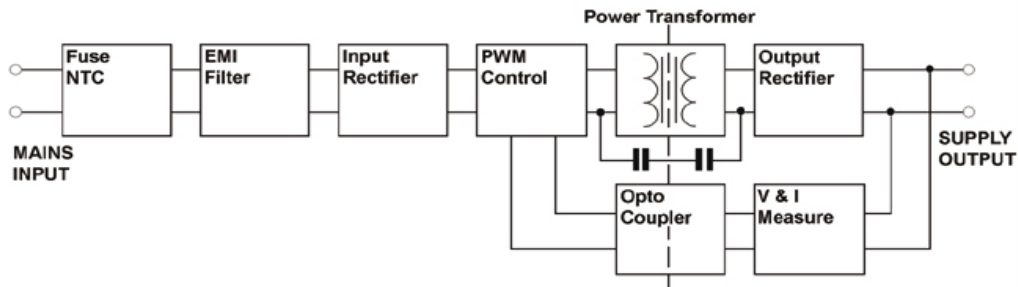 Power Transformer
Fuse
NTC
EMI
Filter
Input
Rectifier
PWM
Control
Output
Rectifier
MAINS
INPUT
SUPPLY
OUTPUT
Opto
Coupler
V & I
Measure